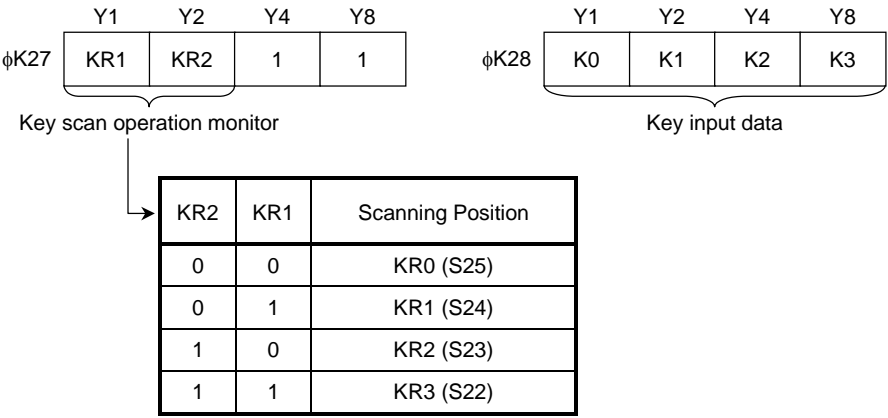 Y1 Y2 Y4 Y8
ϕK27 KR1 KR2 1 1
Key scan operation monitor
Y1 Y2 Y4 Y8
ϕK28 K0 K1 K2 K3
Key input data
KR2 KR1 Scanning Position
0 0 KR0 (S25)
0 1 KR1 (S24)
1 0 KR2 (S23)
1 1 KR3 (S22)